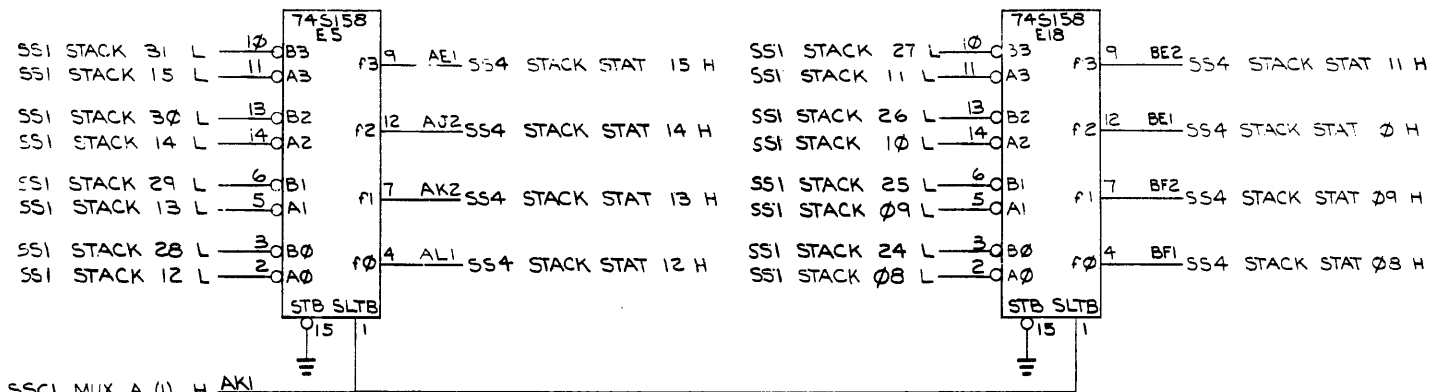 74S158
E5
SS1 STACK 31 L 1Ø B3
SS1 STACK 15 L 11 A3
f3 9 AE1 SS4 STACK STAT 15 H
SS1 STACK 3Ø L 13 B2
SS1 STACK 14 L 14 A2
f2 12 AJ2 SS4 STACK STAT 14 H
SS1 STACK 29 L 6 B1
SS1 STACK 13 L 5 A1
f1 7 AK2 SS4 STACK STAT 13 H
SS1 STACK 28 L 3 BØ
SS1 STACK 12 L 2 AØ
fØ 4 AL1 SS4 STACK STAT 12 H
STB SLTB
15 1
74S158
E18
SS1 STACK 27 L 1Ø B3
SS1 STACK 11 L 11 A3
f3 9 BE2 SS4 STACK STAT 11 H
SS1 STACK 26 L 13 B2
SS1 STACK 1Ø L 14 A2
f2 12 BE1 SS4 STACK STAT Ø H
SS1 STACK 25 L 6 B1
SS1 STACK Ø9 L 5 A1
f1 7 BF2 SS4 STACK STAT Ø9 H
SS1 STACK 24 L 3 BØ
SS1 STACK Ø8 L 2 AØ
fØ 4 BF1 SS4 STACK STAT Ø8 H
STB SLTB
15 1
SSC1 MUX A (1) H AK1